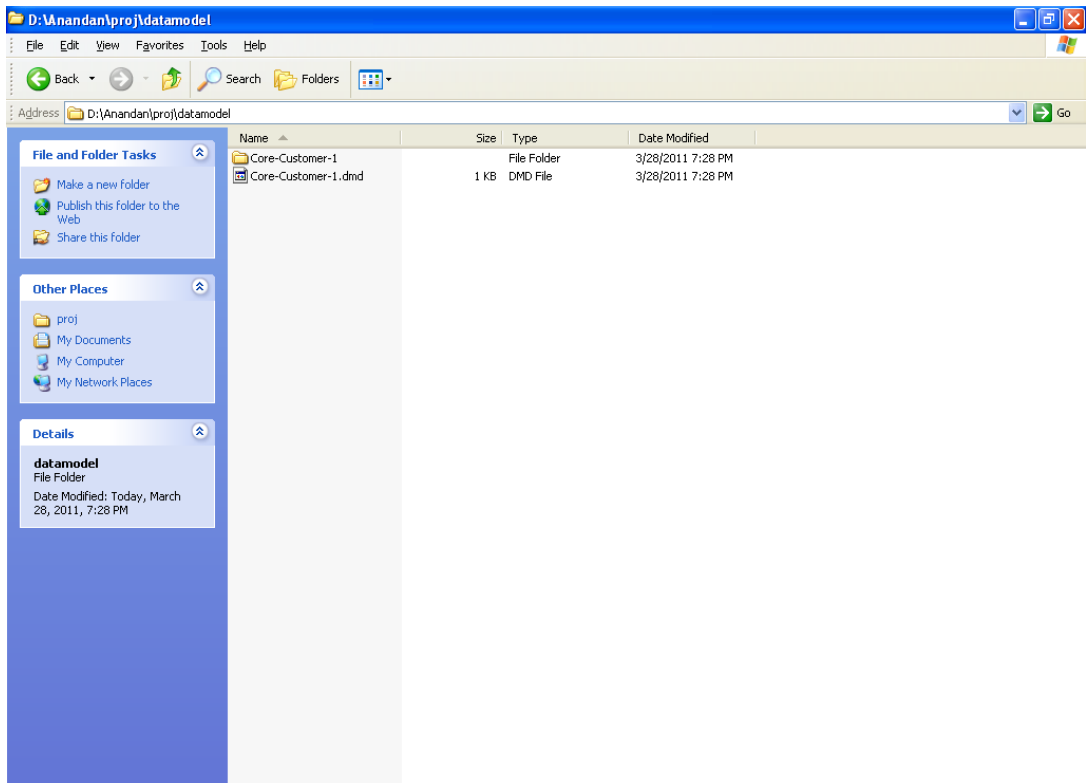 D:\Anandan\proj\datamodel
File Edit View Favorites Tools Help
Back Search Folders
Address D:\Anandan\proj\datamodel Go
Name Size Type Date Modified
Core-Customer-1 File Folder 3/28/2011 7:28 PM
Core-Customer-1.dmd 1 KB DMD File 3/28/2011 7:28 PM
File and Folder Tasks
Make a new folder
Publish this folder to the
Web
Share this folder
Other Places
proj
My Documents
My Computer
My Network Places
Details
datamodel
File Folder
Date Modified: Today, March
28, 2011, 7:28 PM